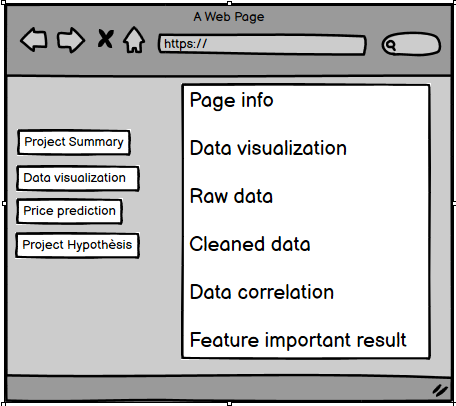 A Web Page
https://
Project Summary
Data visualization
Price prediction
Project Hypothèsis
Page info
Data visualization
Raw data
Cleaned data
Data correlation
Feature important result